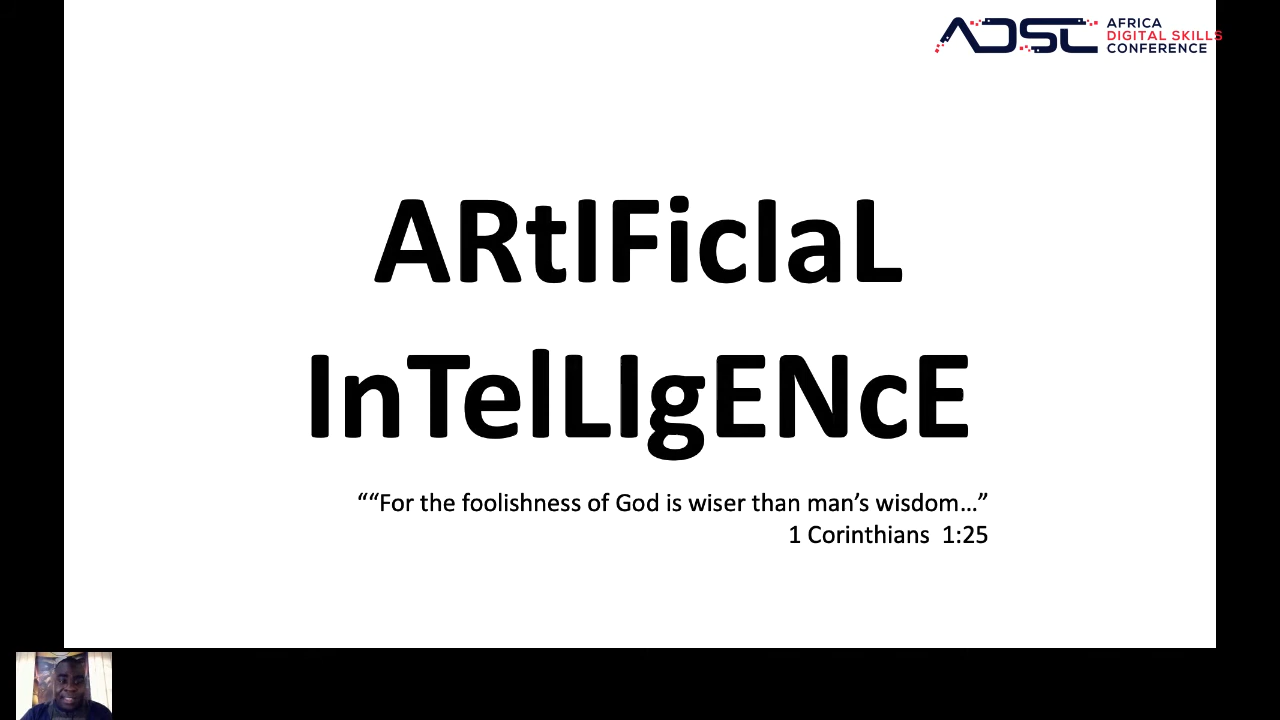 ADSC
AFRICA
DIGITAL SKILLS
CONFERENCE
ARtIFicIaL
InTelLIgENcE
““For the foolishness of God is wiser than man’s wisdom…”
1 Corinthians 1:25